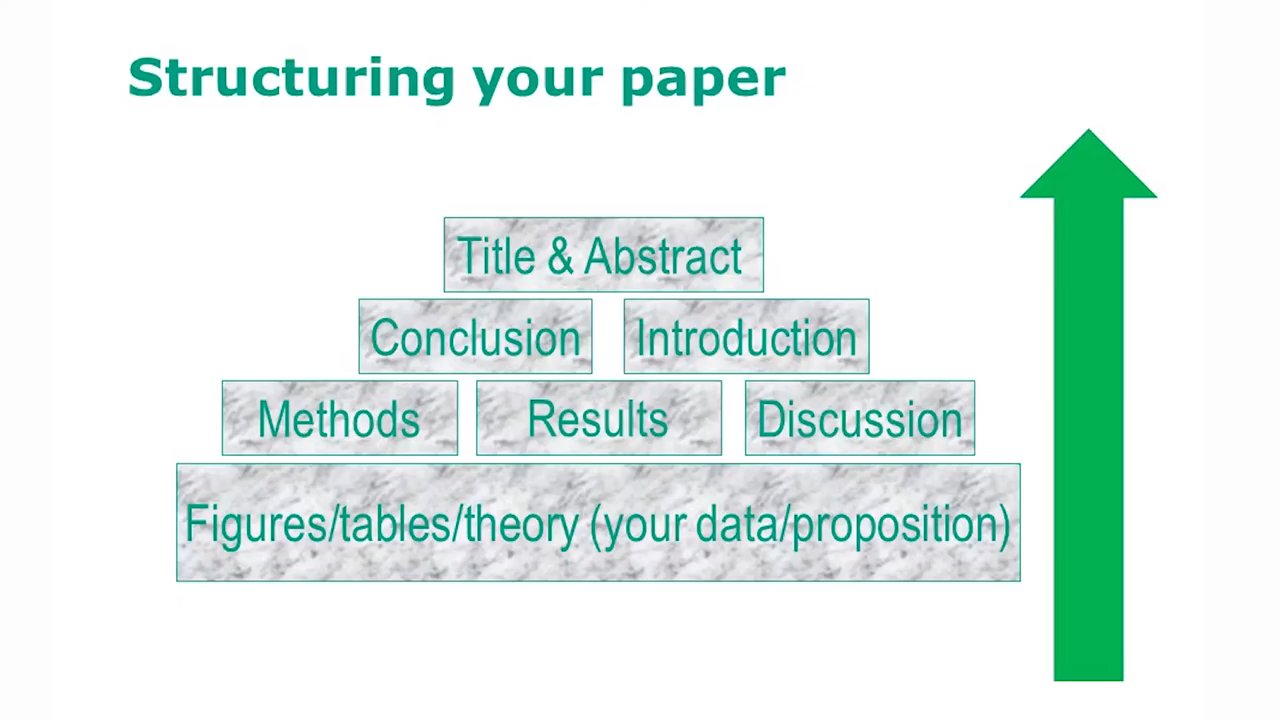 Structuring your paper
Title & Abstract
Conclusion
Introduction
Methods
Results
Discussion
Figures/tables/theory (your data/proposition)